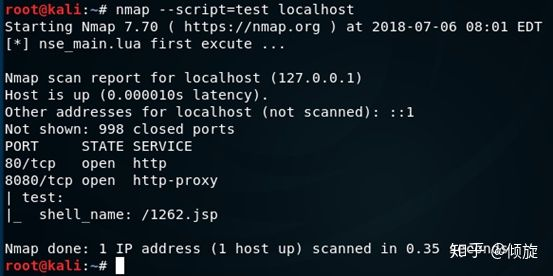 root@kali:~# nmap --script=test localhost
Starting Nmap 7.70 ( https://nmap.org ) at 2018-07-06 08:01 EDT
[*] nse_main.lua first excute ...
Nmap scan report for localhost (127.0.0.1)
Host is up (0.000010s latency).
Other addresses for localhost (not scanned): ::1
Not shown: 998 closed ports
PORT     STATE SERVICE
80/tcp   open  http
8080/tcp open  http-proxy
| test:
|_  shell_name: /1262.jsp
Nmap done: 1 IP address (1 host up) scanned in 0.35 seconds
知乎 @倾旋
root@kali:~#